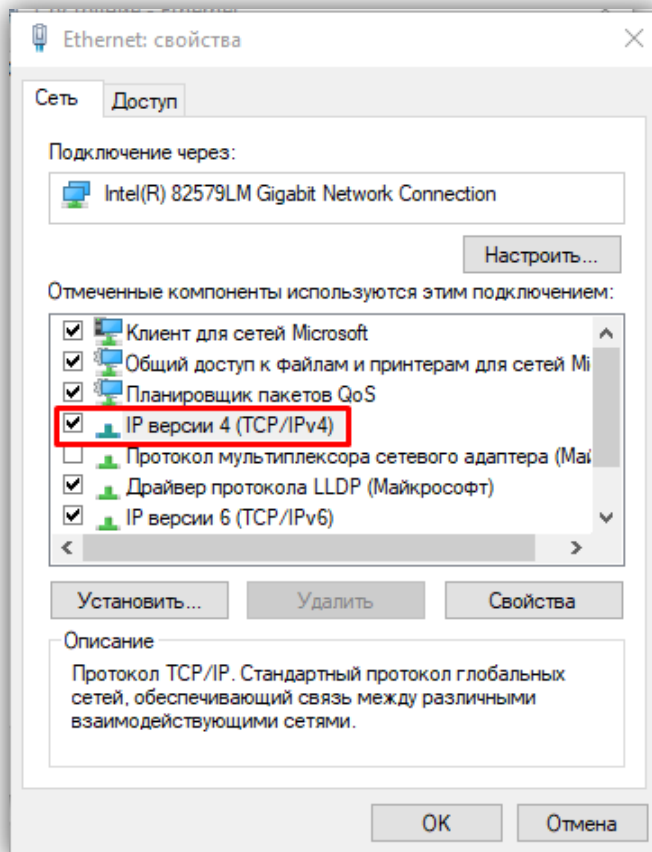 Ethernet: свойства
Сеть
Доступ
Подключение через:
Intel(R) 82579LM Gigabit Network Connection
Настроить...
Отмеченные компоненты используются этим подключением:
Клиент для сетей Microsoft
Общий доступ к файлам и принтерам для сетей Mi
Планировщик пакетов QoS
IP версии 4 (TCP/IPv4)
Протокол мультиплексора сетевого адаптера (Май
Драйвер протокола LLDP (Майкрософт)
IP версии 6 (TCP/IPv6)
Установить...
Удалить
Свойства
Описание
Протокол TCP/IP. Стандартный протокол глобальных
сетей, обеспечивающий связь между различными
взаимодействующими сетями.
OK
Отмена